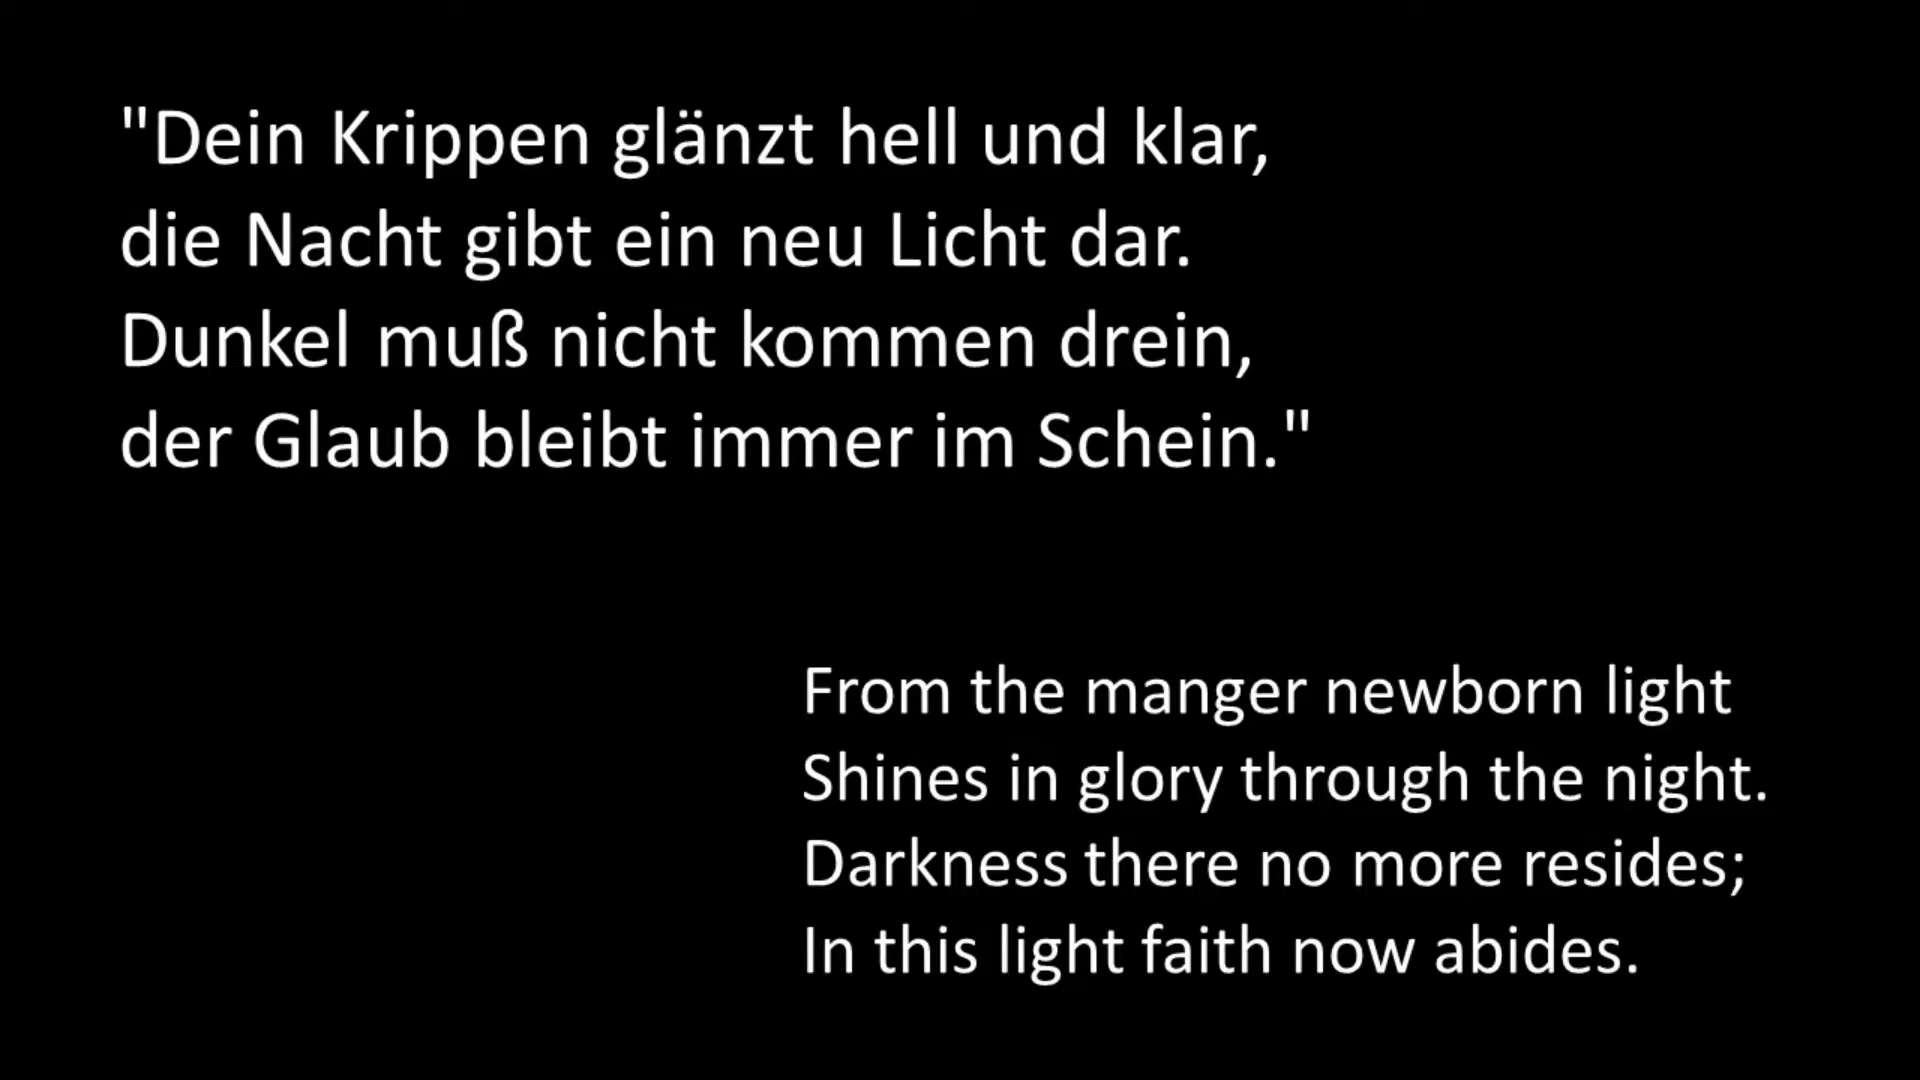 "Dein Krippen glänzt hell und klar,
die Nacht gibt ein neu Licht dar.
Dunkel muß nicht kommen drein,
der Glaub bleibt immer im Schein."
From the manger newborn light
Shines in glory through the night.
Darkness there no more resides;
In this light faith now abides.